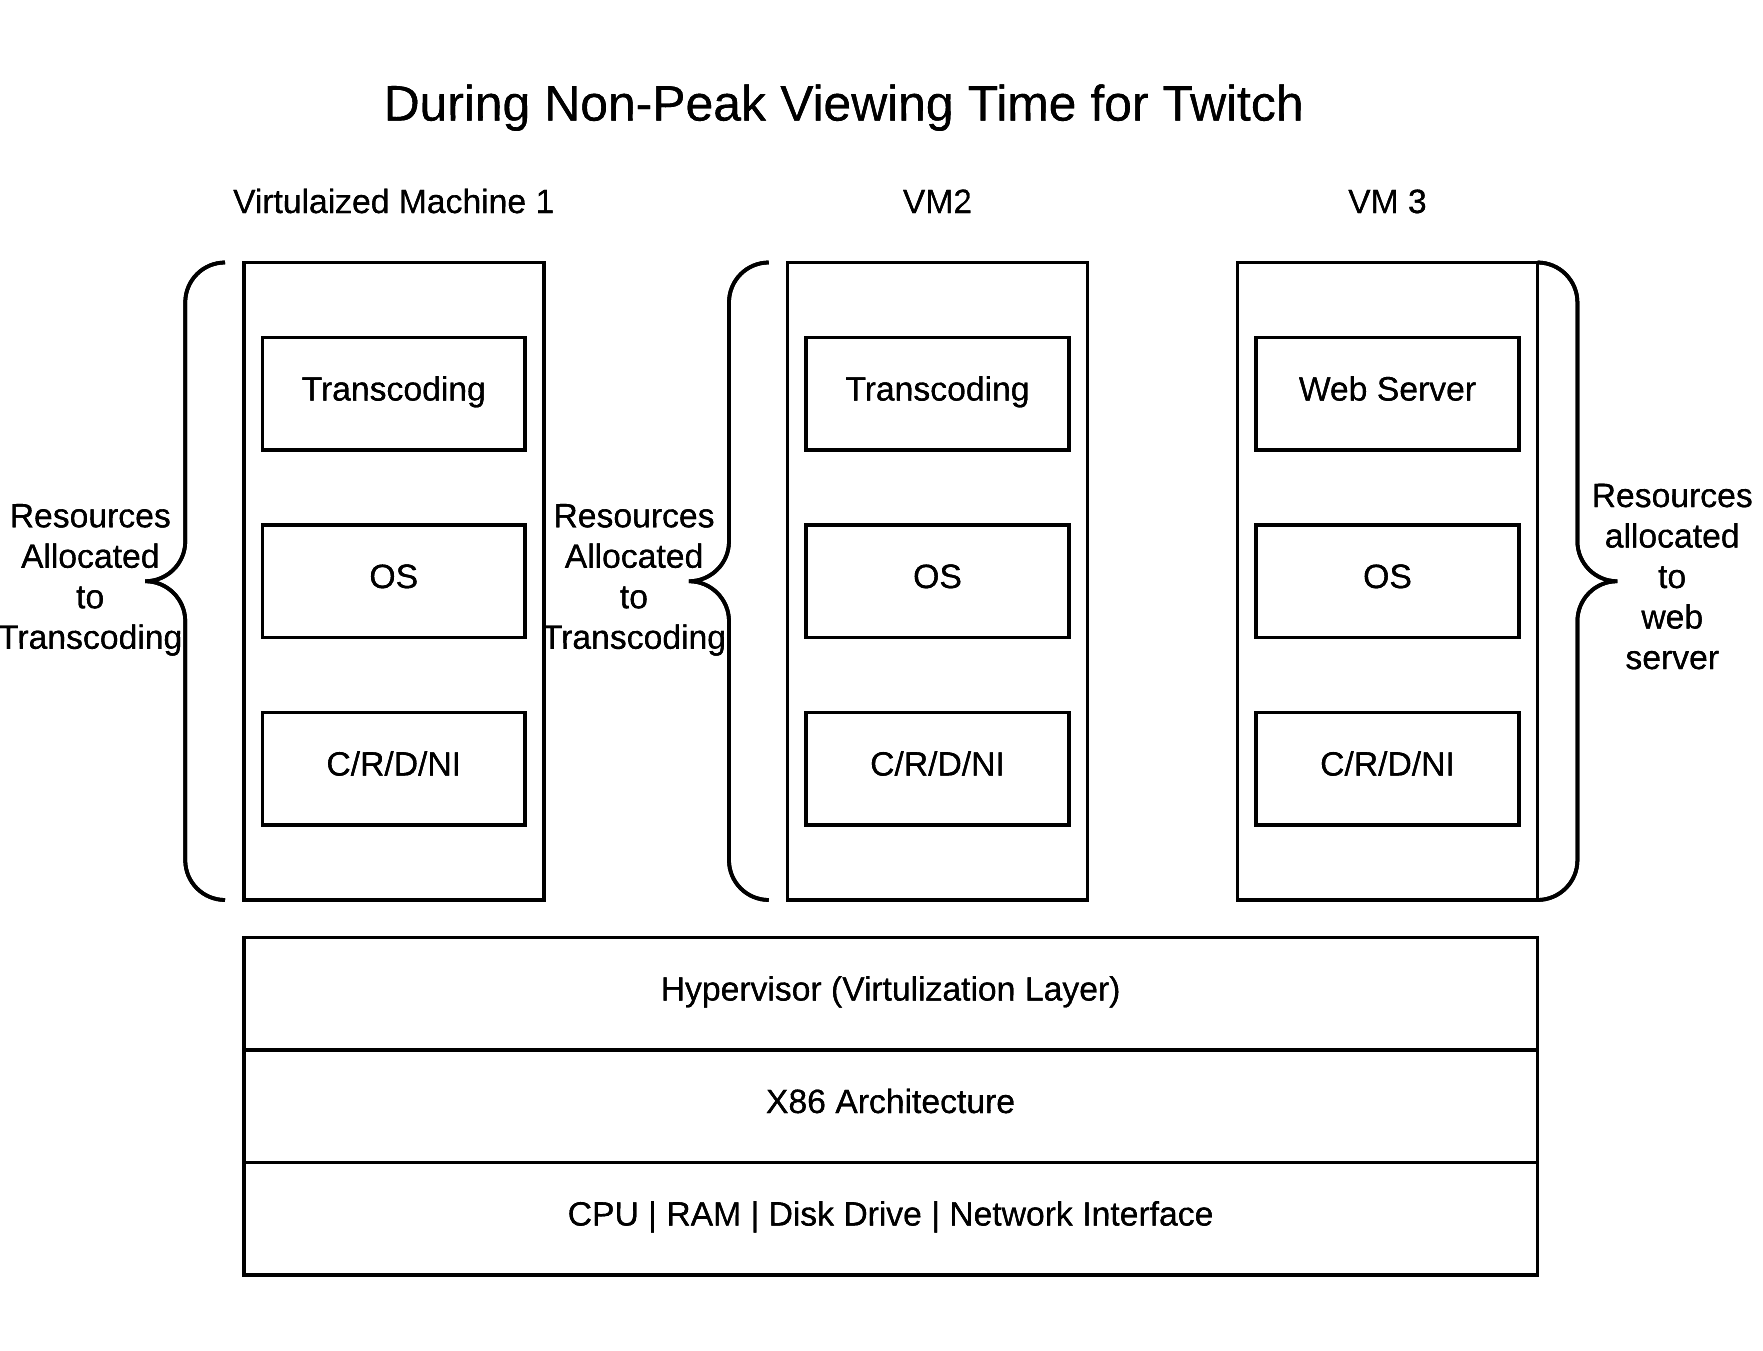 During Non-Peak Viewing Time for Twitch
Virtulaized Machine 1
VM2
VM 3
Resources
Allocated
to
Transcoding
Transcoding
OS
C/R/D/NI
Resources
Allocated
to
Transcoding
Transcoding
OS
C/R/D/NI
Web Server
OS
C/R/D/NI
Resources
allocated
to
web
server
Hypervisor (Virtulization Layer)
X86 Architecture
CPU | RAM | Disk Drive | Network Interface